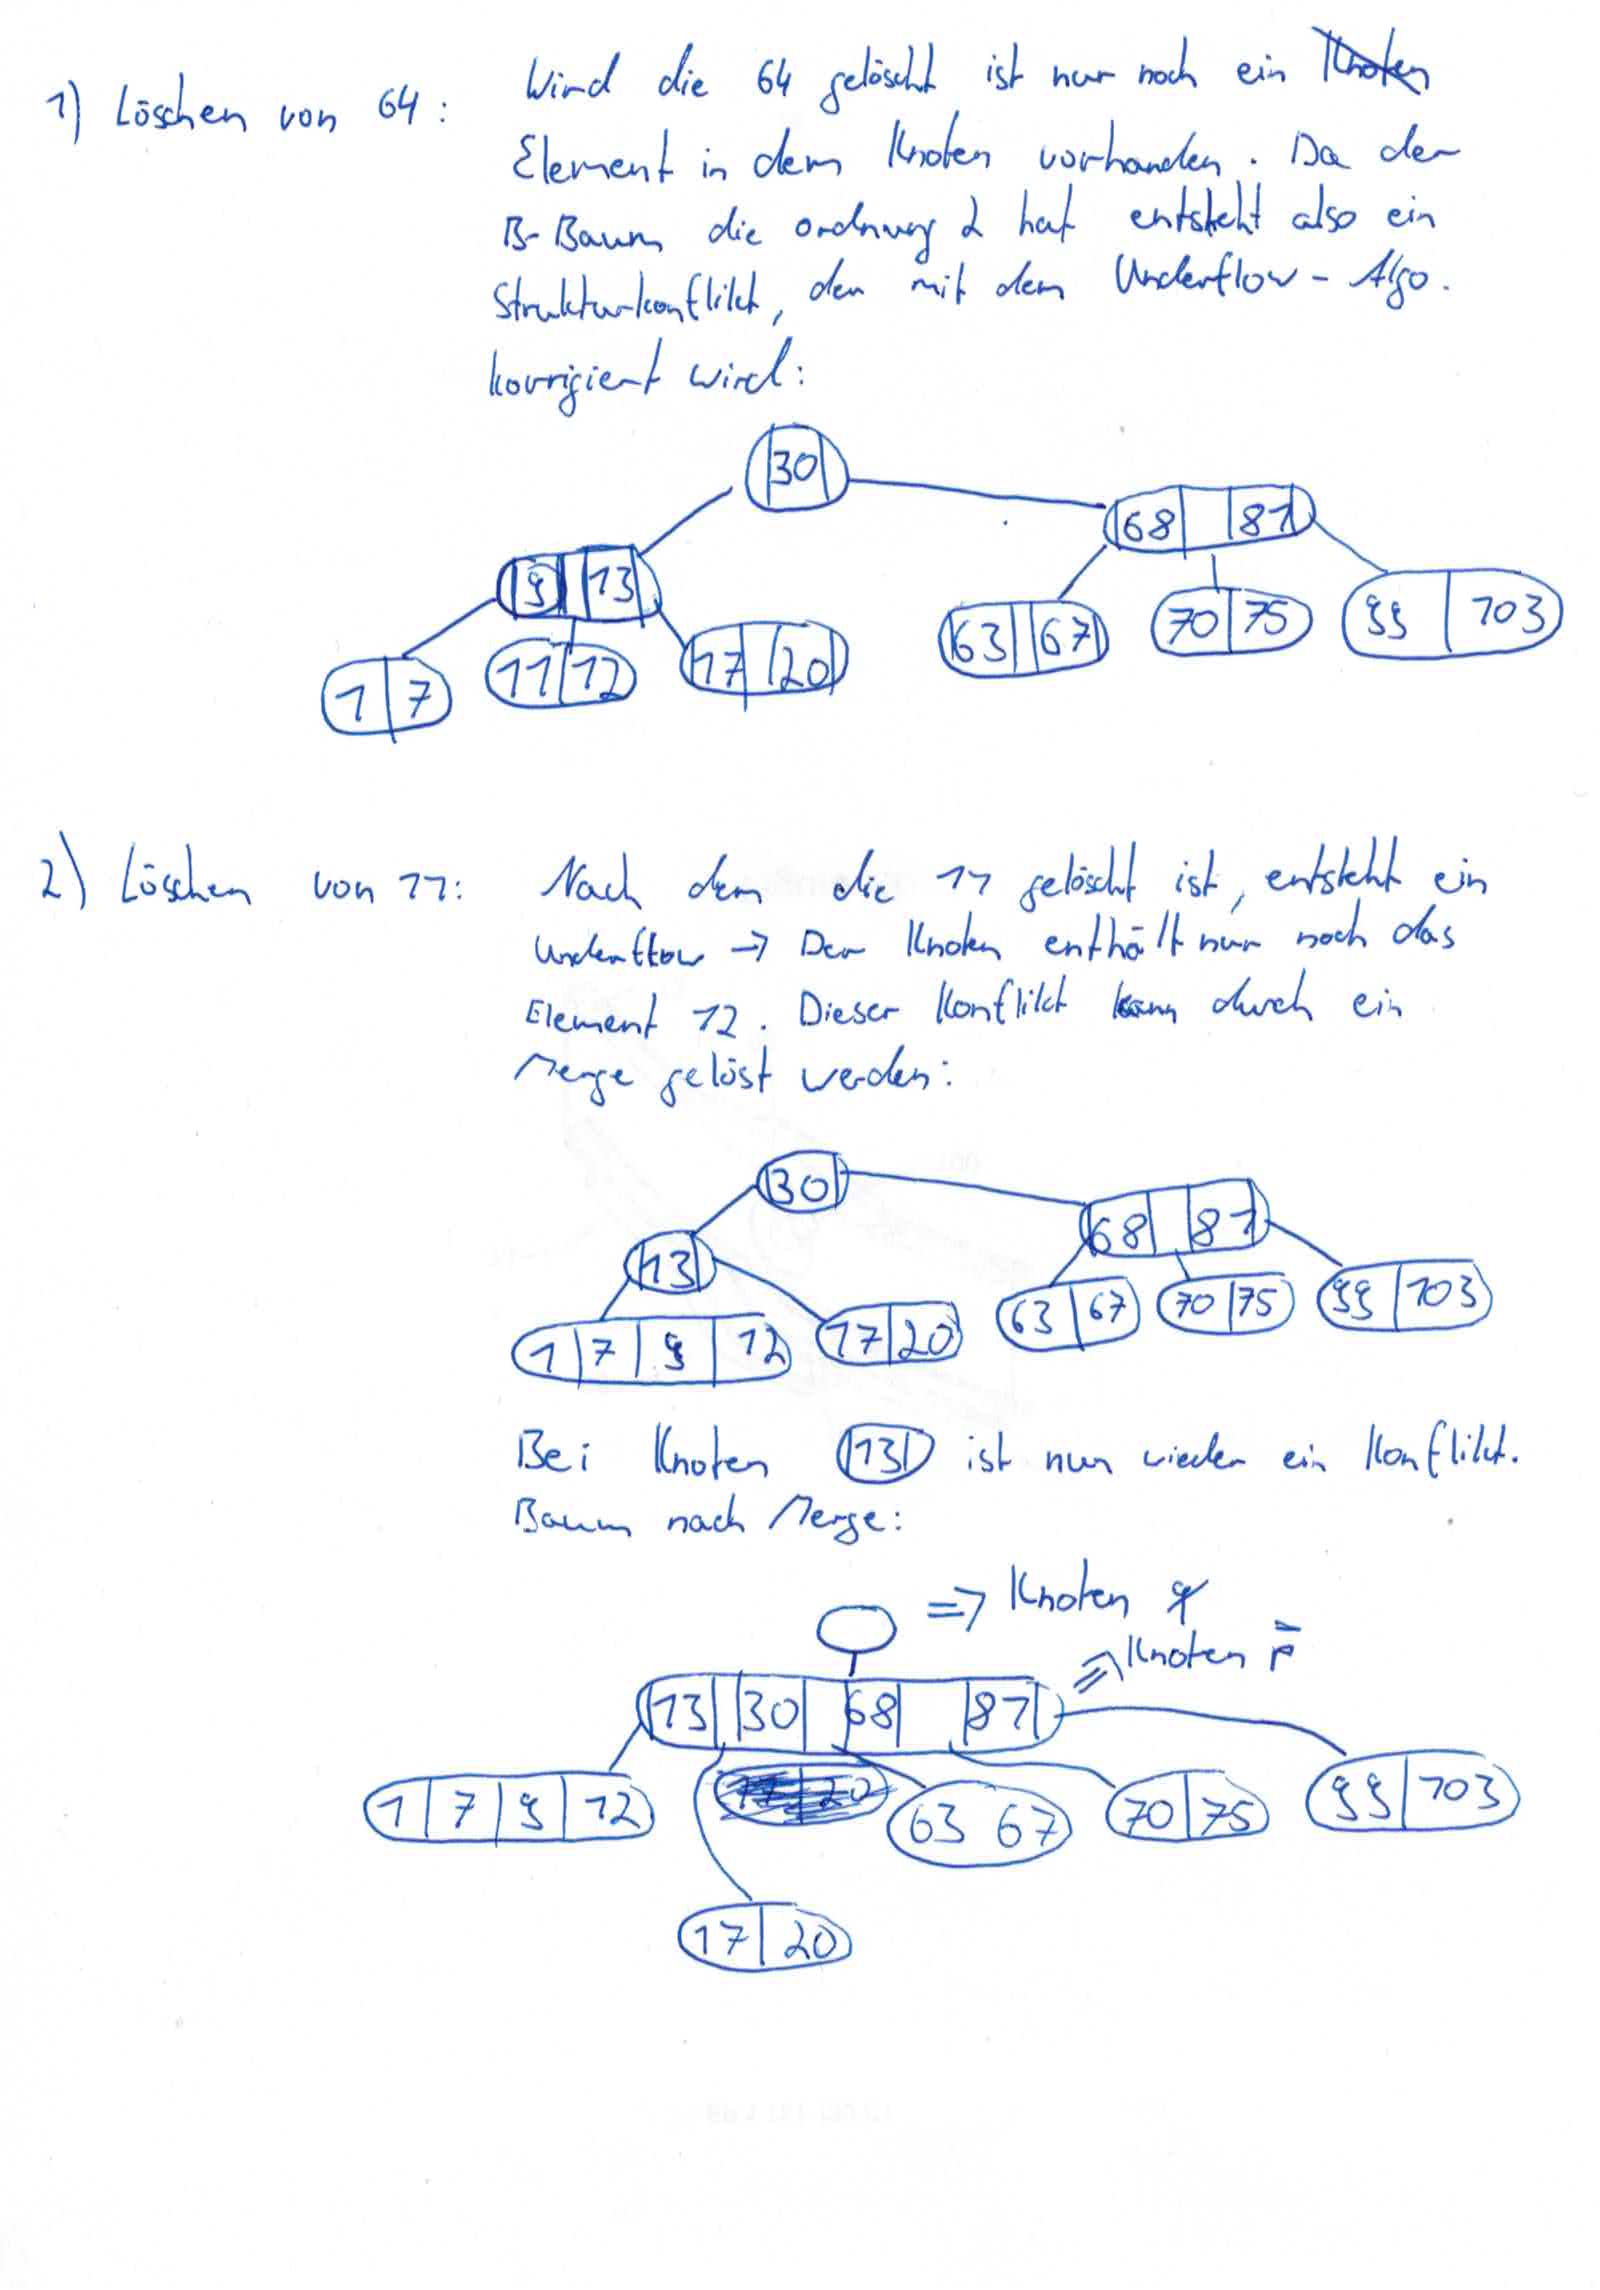 1) Löschen von 64: Wird die 64 gelöscht ist nur noch ein Knoten
Element in dem Knoten vorhanden. Da der
B-Baum die ordnung 2 hat entsteht also ein
Strukturkonflikt, der mit dem Underflow-Algo.
korrigiert wird:
30
68 87
9 13
63 67 70 75 99 103
1 7 11 12 17 20
2) Löschen von 11: Nach dem die 11 gelöscht ist, entsteht ein
Underflow → Der Knoten enthält nur noch das
Element 12. Dieser Konflikt kann durch ein
Merge gelöst werden:
30
68 87
13
63 67 70 75 99 103
1 7 9 12 17 20
Bei Knoten 13 ist nun wieder ein Konflikt.
Baum nach Merge:
=> Knoten q
=> Knoten p
13 30 68 87
1 7 9 12 63 67 70 75 99 103
17 20